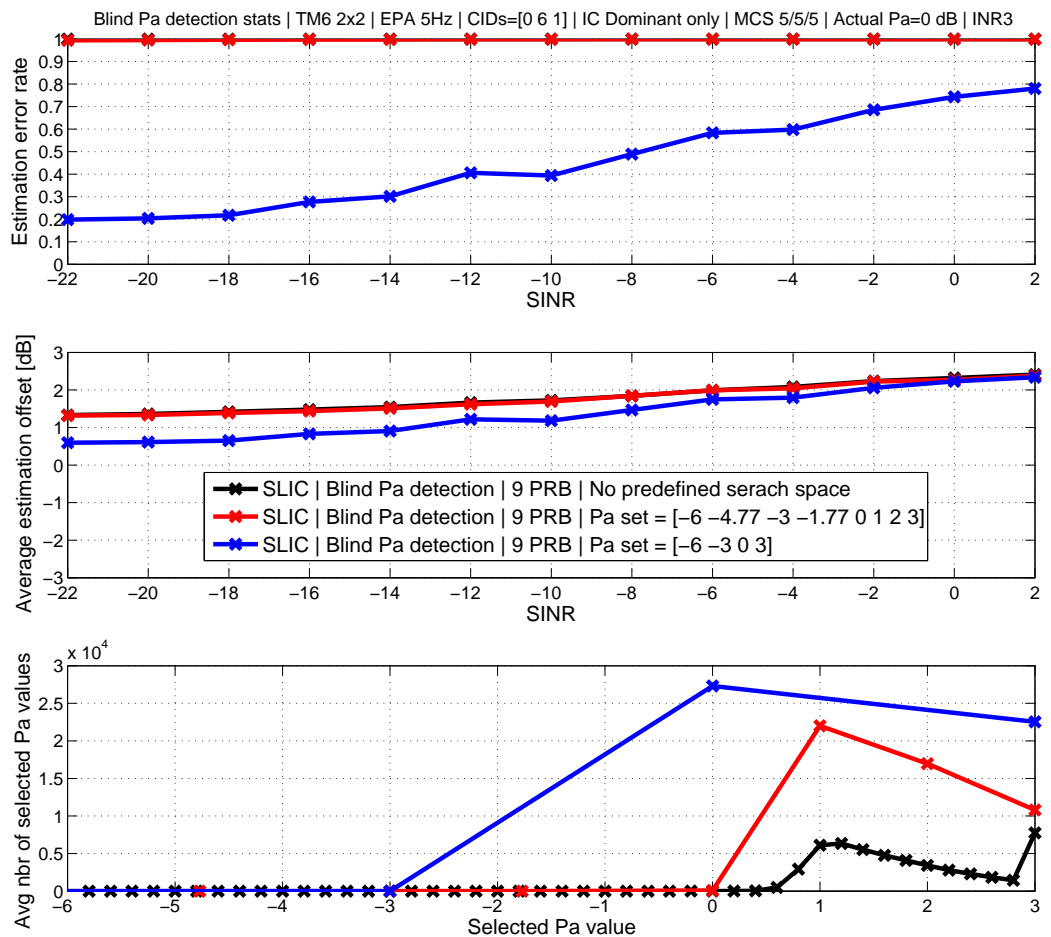 Blind Pa detection stats | TM6 2x2 | EPA 5Hz | CIDs=[0 6 1] | IC Dominant only | MCS 5/5/5 | Actual Pa=0 dB | INR3
Estimation error rate
1
0.9
0.8
0.7
0.6
0.5
0.4
0.3
0.2
0.1
0
−22 −20 −18 −16 −14 −12 −10 −8 −6 −4 −2 0 2
SINR
Average estimation offset [dB]
3
2
1
0
−1
−2
−3
SLIC | Blind Pa detection | 9 PRB | No predefined serach space
SLIC | Blind Pa detection | 9 PRB | Pa set = [−6 −4.77 −3 −1.77 0 1 2 3]
SLIC | Blind Pa detection | 9 PRB | Pa set = [−6 −3 0 3]
−22 −20 −18 −16 −14 −12 −10 −8 −6 −4 −2 0 2
SINR
Avg nbr of selected Pa values
x 10^4
3
2.5
2
1.5
1
0.5
0
−6 −5 −4 −3 −2 −1 0 1 2 3
Selected Pa value